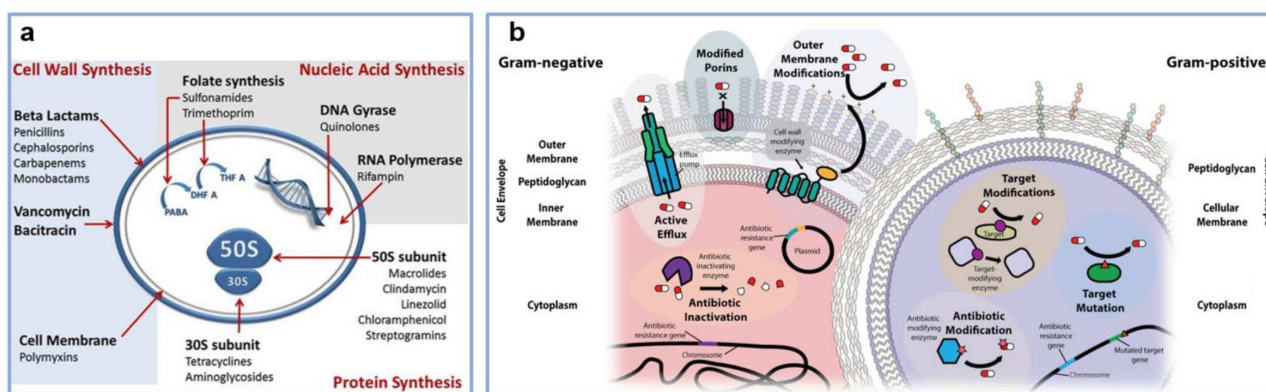 a
Cell Wall Synthesis
Folate synthesis
Sulfonamides
Trimethoprim
Nucleic Acid Synthesis
Beta Lactams
Penicillins
Cephalosporins
Carbapenems
Monobactams
DNA Gyrase
Quinolones
RNA Polymerase
Rifampin
PABA
DHF A
THF A
Vancomycin
Bacitracin
50S
30S
50S subunit
Macrolides
Clindamycin
Linezolid
Chloramphenicol
Streptogramins
Cell Membrane
Polymyxins
30S subunit
Tetracyclines
Aminoglycosides
Protein Synthesis
b
Gram-negative
Modified
Porins
Outer
Membrane
Modifications
Gram-positive
Cell Envelope
Outer
Membrane
Peptidoglycan
Inner
Membrane
Cytoplasm
Efflux
pump
Active
Efflux
Cell wall
modifying
enzyme
Antibiotic
resistance
gene
Plasmid
Antibiotic
inactivating
enzyme
Antibiotic
Inactivation
Antibiotic
resistance gene
Chromosome
Target
Modifications
Target
Target-
modifying
enzyme
Target
Mutation
Antibiotic
modifying
enzyme
Antibiotic
Modification
Antibiotic
resistance
gene
Chromosome
Mutated target
gene
Peptidoglycan
Cellular
Membrane
Cytoplasm